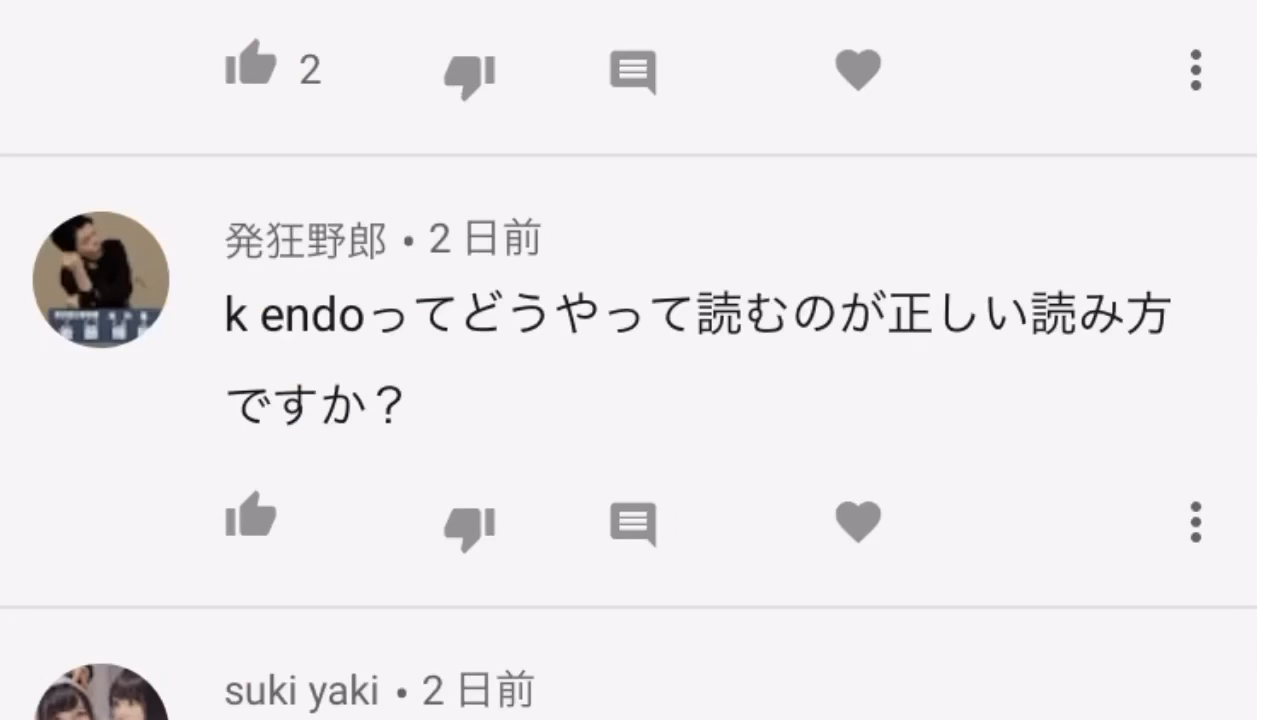 2
発狂野郎 • 2 日前
k endoってどうやって読むのが正しい読み方
ですか？
suki yaki • 2 日前